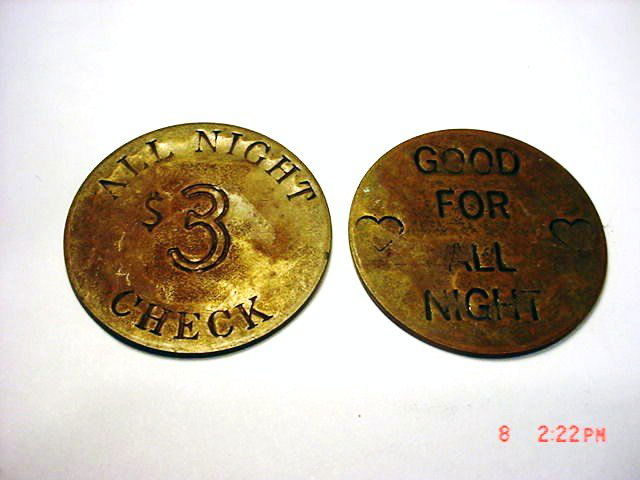 ALL NIGHT
$3
CHECK
GOOD
FOR
ALL
NIGHT
8 2:22PM